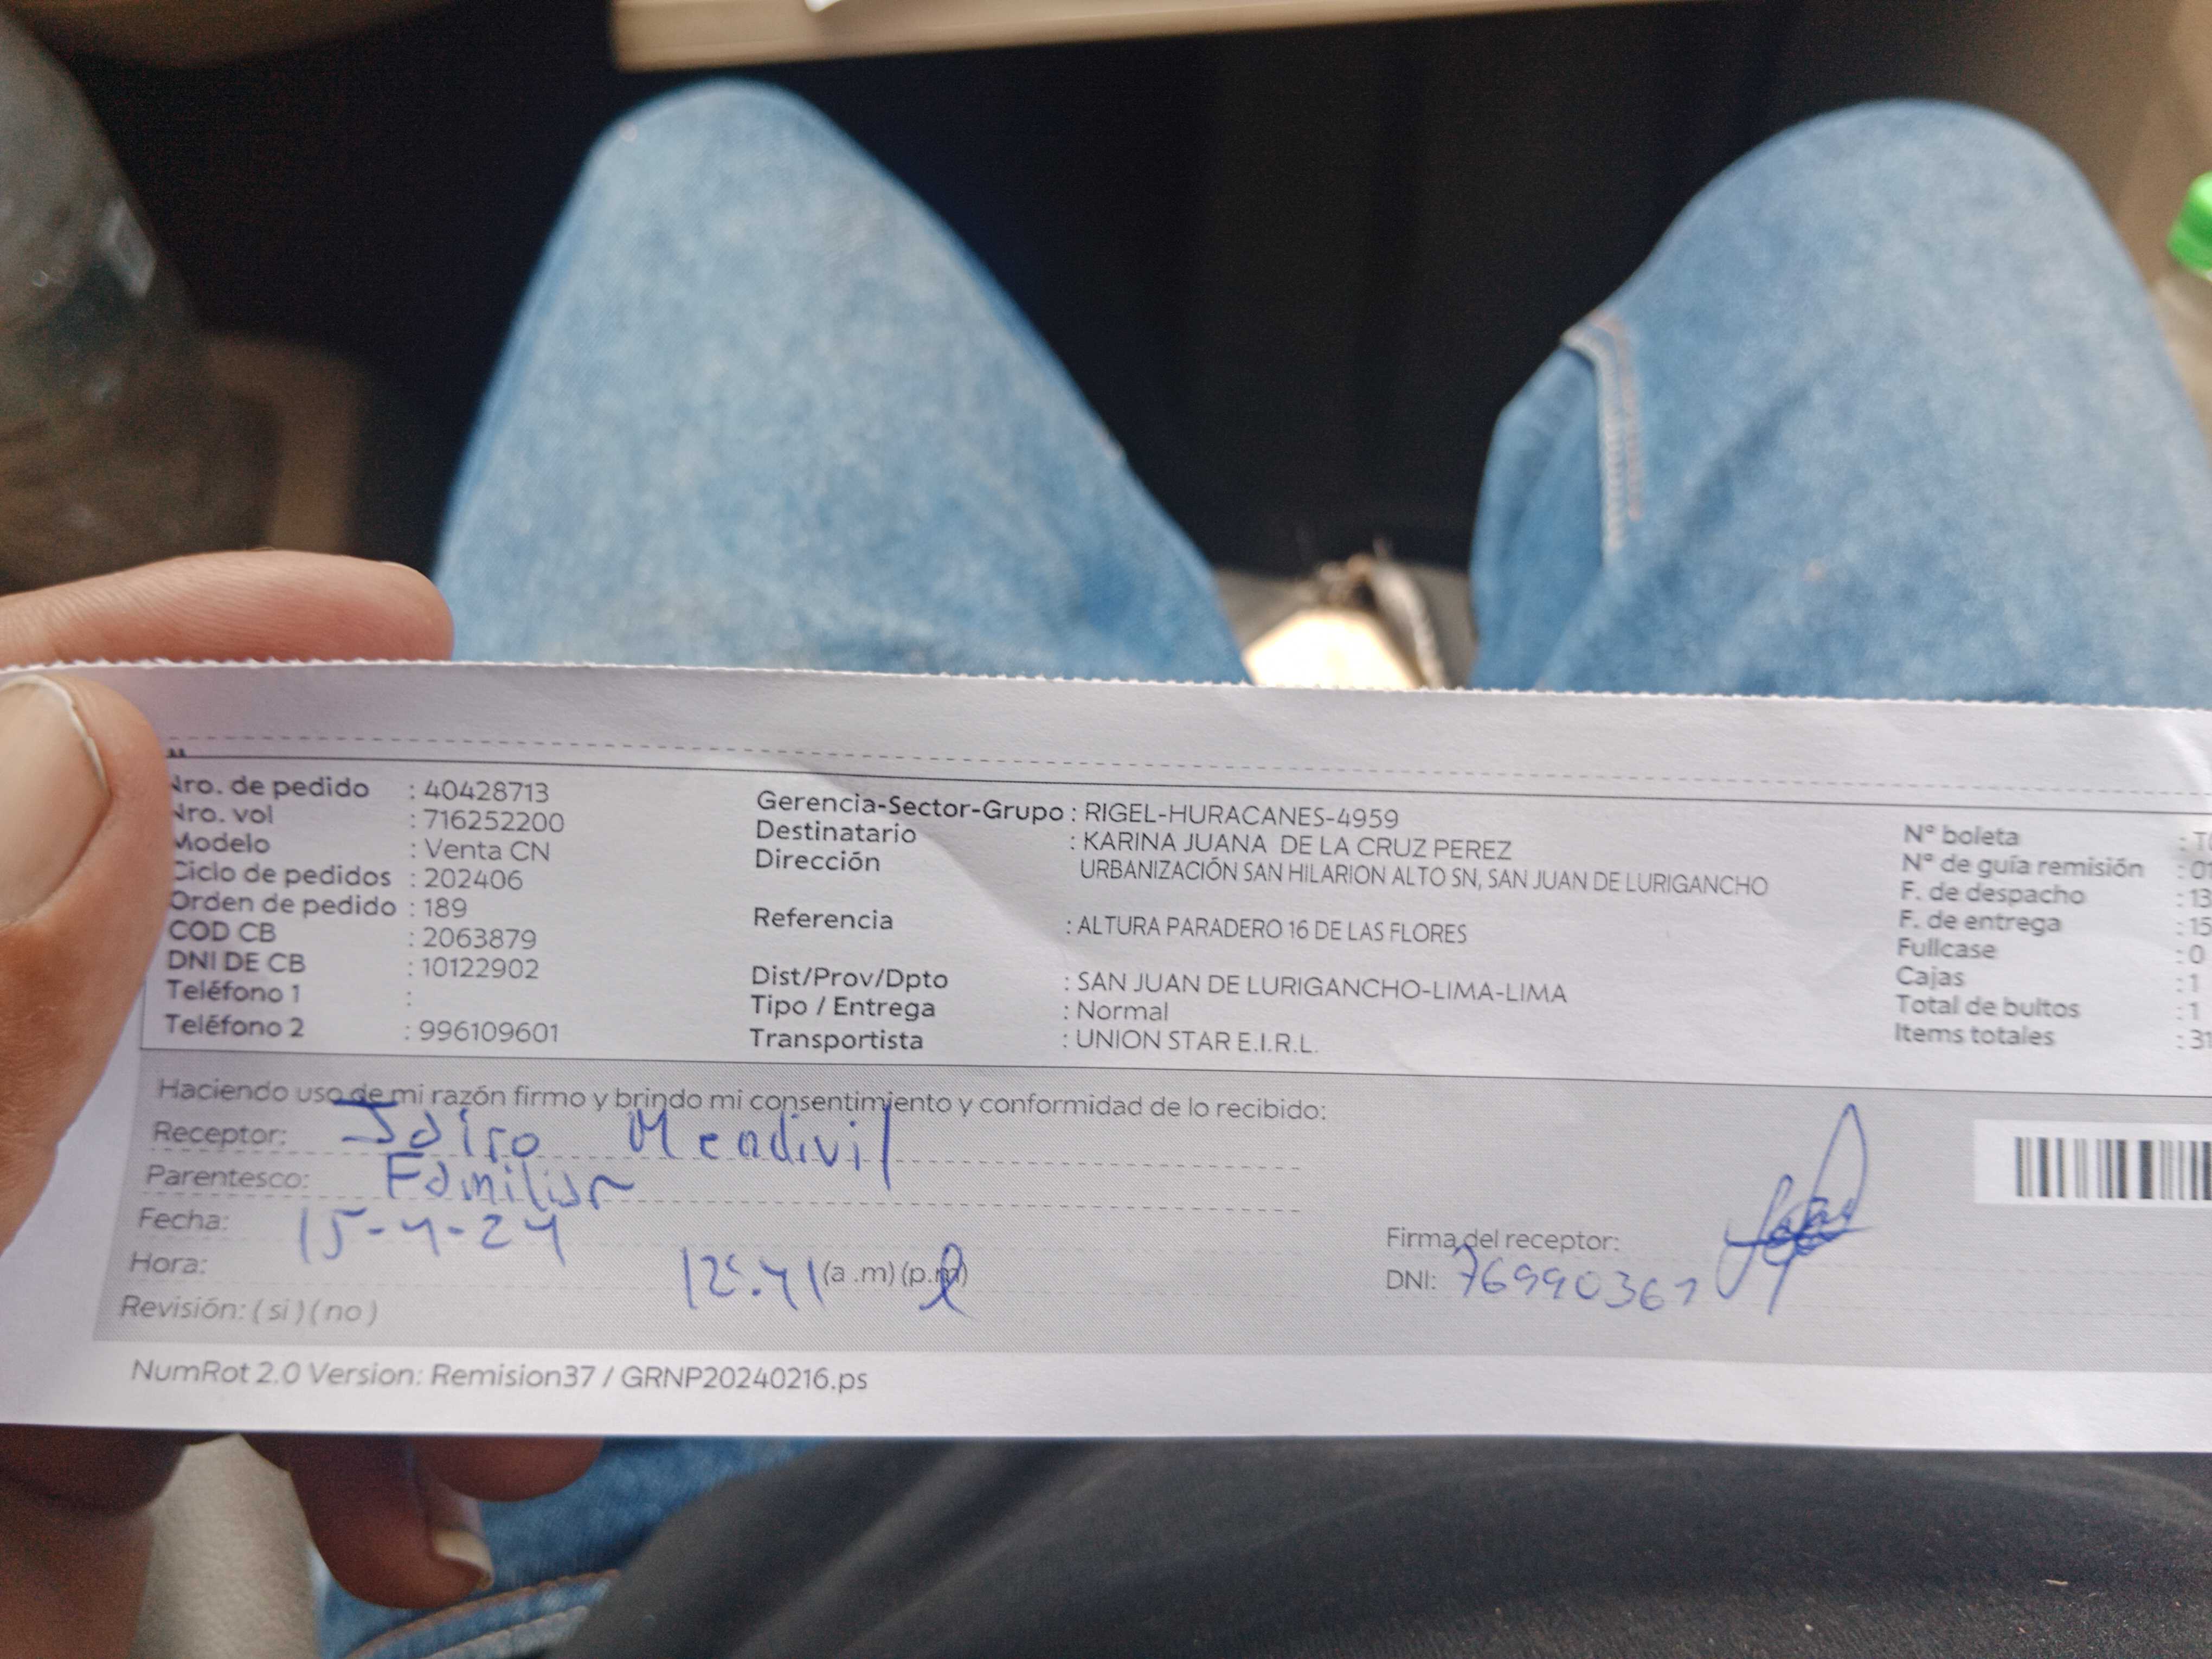 Nro. de pedido : 40428713
Nro. vol : 716252200
Modelo : Venta CN
Ciclo de pedidos : 202406
Orden de pedido : 189
COD CB : 2063879
DNI DE CB : 10122902
Teléfono 1 :
Teléfono 2 : 996109601
Gerencia-Sector-Grupo : RIGEL-HURACANES-4959
Destinatario : KARINA JUANA DE LA CRUZ PEREZ
Dirección URBANIZACIÓN SAN HILARION ALTO SN, SAN JUAN DE LURIGANCHO
Referencia : ALTURA PARADERO 16 DE LAS FLORES
Dist/Prov/Dpto : SAN JUAN DE LURIGANCHO-LIMA-LIMA
Tipo / Entrega : Normal
Transportista : UNION STAR E.I.R.L.
N° boleta :
N° de guía remisión : 01
F. de despacho : 13
F. de entrega : 15
Fullcase : 0
Cajas : 1
Total de bultos : 1
Items totales : 31
Haciendo uso de mi razón firmo y brindo mi consentimiento y conformidad de lo recibido:
Receptor: Jairo Mendivil
Parentesco: Familiar
Fecha: 15-4-24
Hora: 12:41 (a .m) (p.m)
Revisión: ( si ) ( no )
Firma del receptor:
DNI: 76990361
NumRot 2.0 Version: Remision37 / GRNP20240216.ps